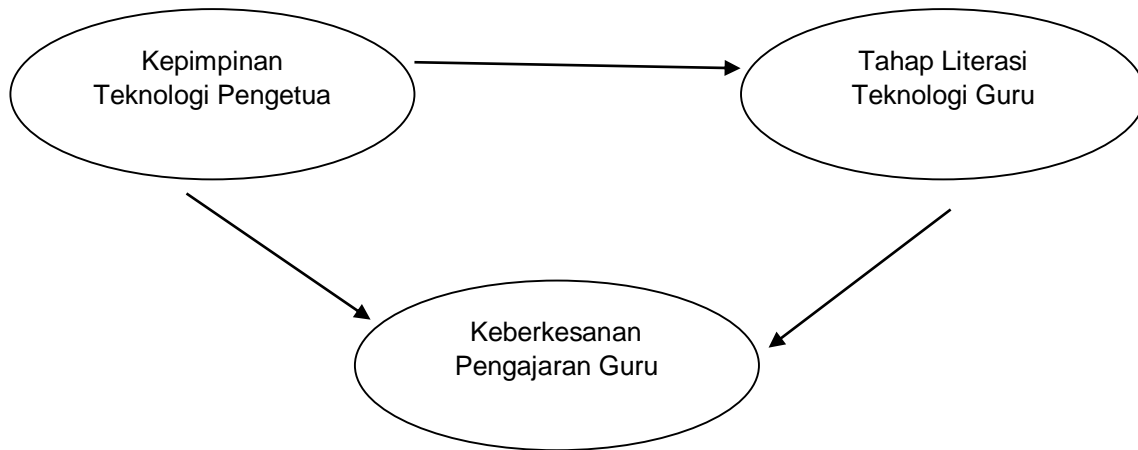 Kepimpinan
Teknologi Pengetua
Tahap Literasi
Teknologi Guru
Keberkesanan
Pengajaran Guru